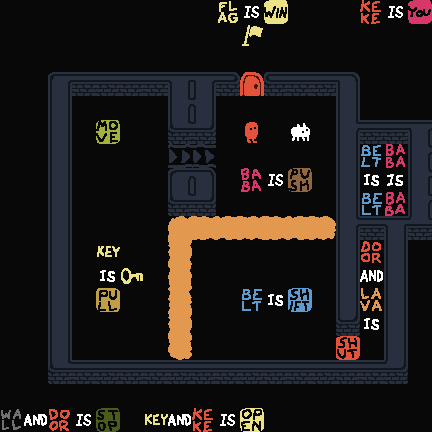 FLAG IS WIN
KEKE IS YOU
MOVE
BABA IS PUSH
BELT BABA
IS IS
BELT BABA
KEY
IS
PULL
BELT IS SHIFT
DOOR
AND
LAVA
IS
SHUT
WALL AND DOOR IS STOP
KEY AND KEKE IS OPEN